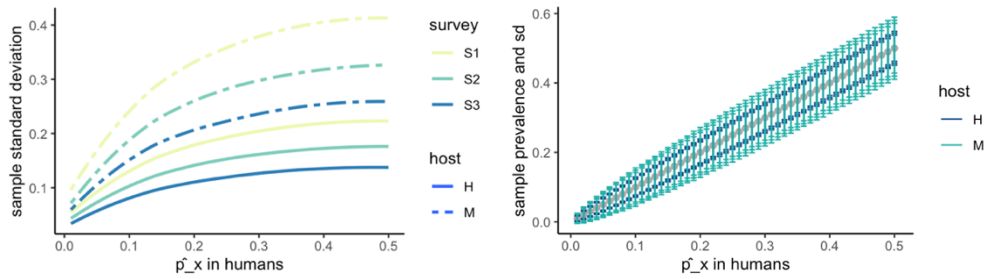 sample standard deviation
0.4
0.3
0.2
0.1
0.0 0.1 0.2 0.3 0.4 0.5
p̂_x in humans
survey
S1
S2
S3
host
H
M
sample prevalence and sd
0.6
0.4
0.2
0.0
0.0 0.1 0.2 0.3 0.4 0.5
p̂_x in humans
host
H
M